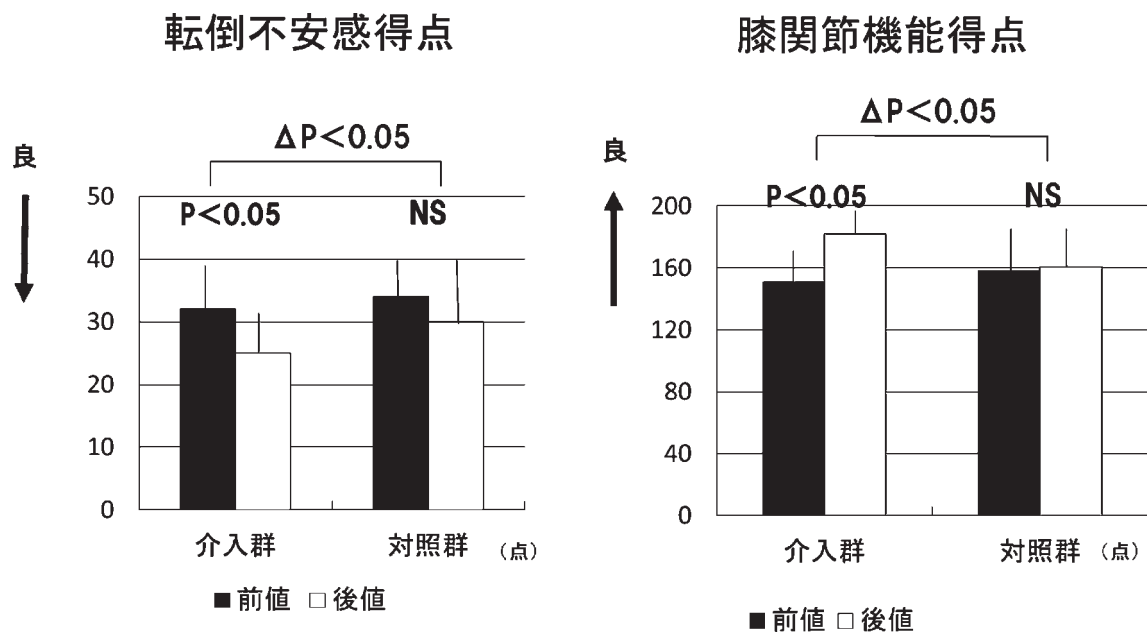 転倒不安感得点
良
ΔP<0.05
P<0.05
NS
50
40
30
20
10
0
介入群
対照群
(点)
■前値 □後値
膝関節機能得点
良
ΔP<0.05
P<0.05
NS
200
160
120
80
40
0
介入群
対照群
(点)
■前値 □後値